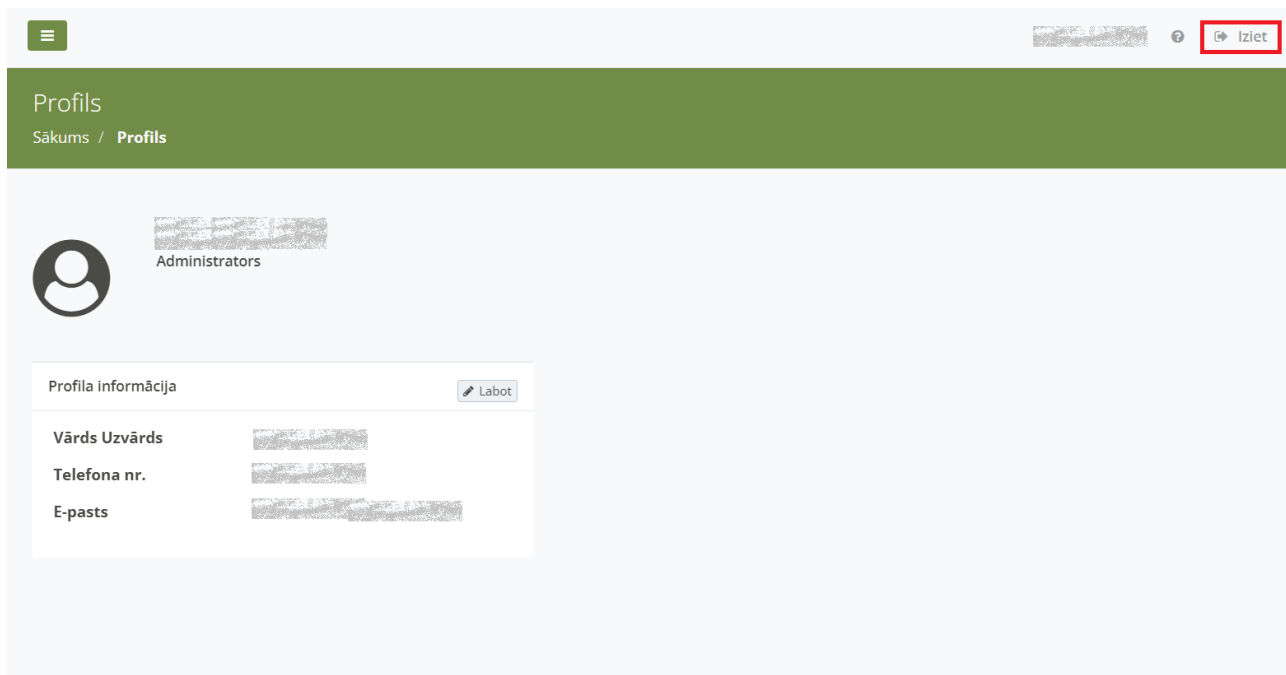 Iziet
Profils
Sākums / Profils
Administrators
Profila informācija
Labot
Vārds Uzvārds
Telefona nr.
E-pasts